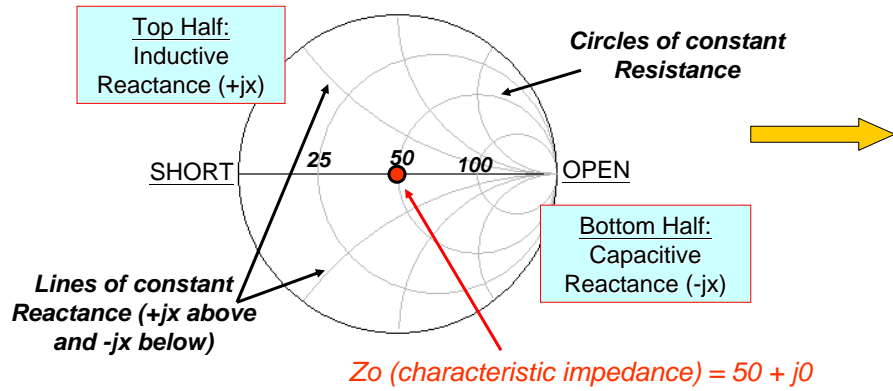 Top Half:
Inductive
Reactance (+jx)
Circles of constant
Resistance
SHORT
25
50
100
OPEN
Bottom Half:
Capacitive
Reactance (-jx)
Lines of constant
Reactance (+jx above
and -jx below)
Zo (characteristic impedance) = 50 + j0